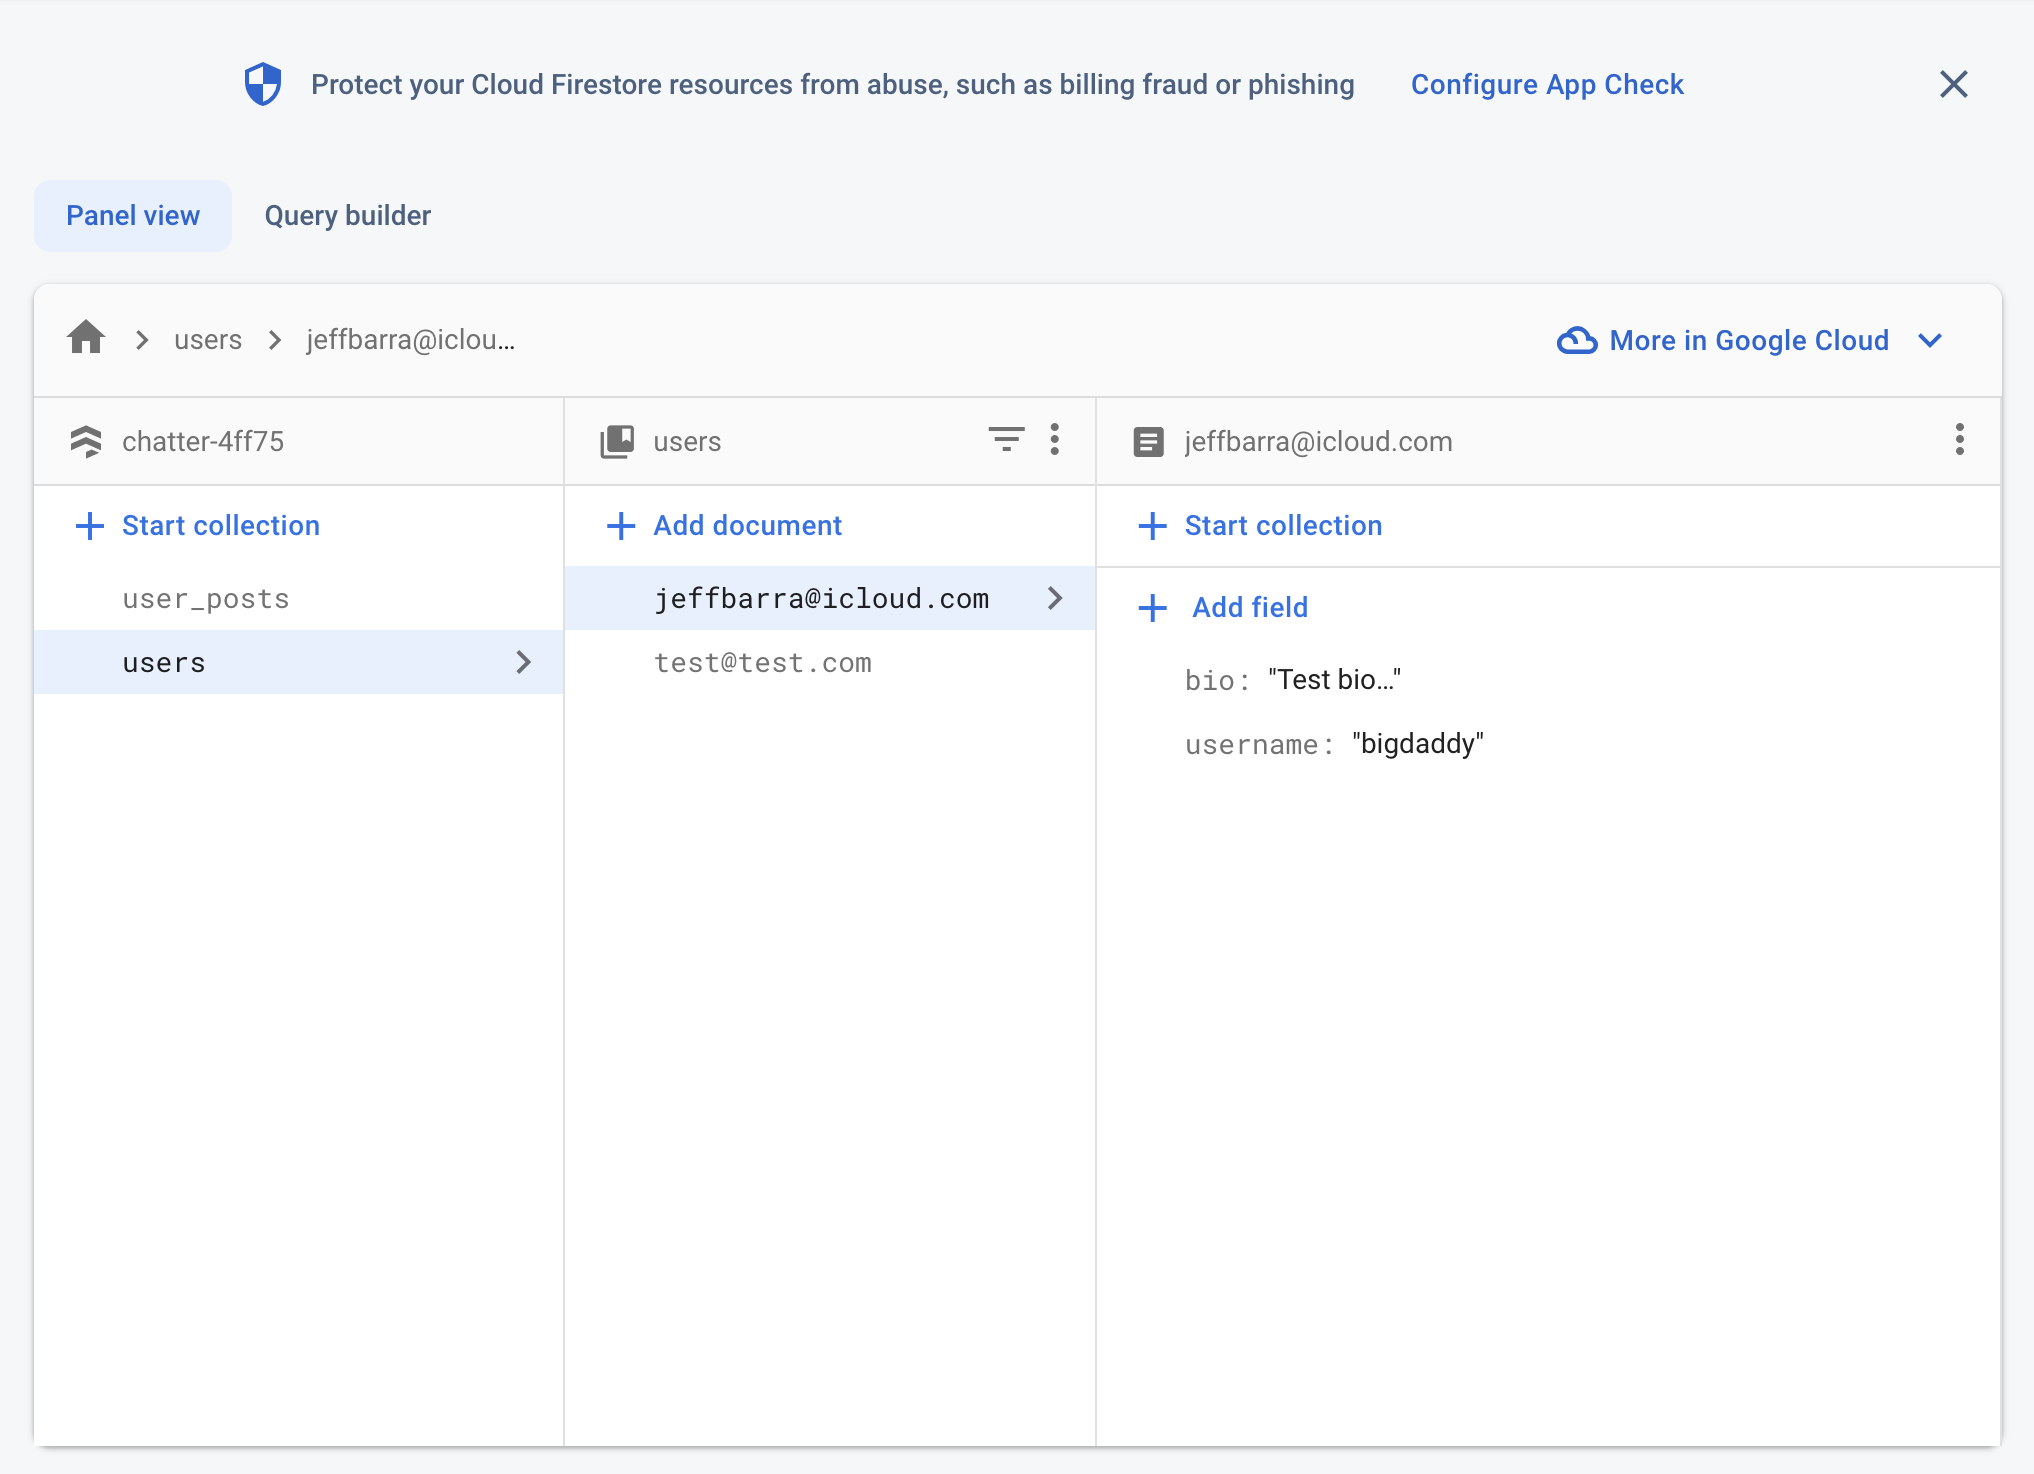 Protect your Cloud Firestore resources from abuse, such as billing fraud or phishing Configure App Check
Panel view Query builder
users jeffbarra@iclou...
More in Google Cloud
chatter-4ff75
users
jeffbarra@icloud.com
Start collection
user_posts
users
Add document
jeffbarra@icloud.com
test@test.com
Start collection
Add field
bio: "Test bio..."
username: "bigdaddy"